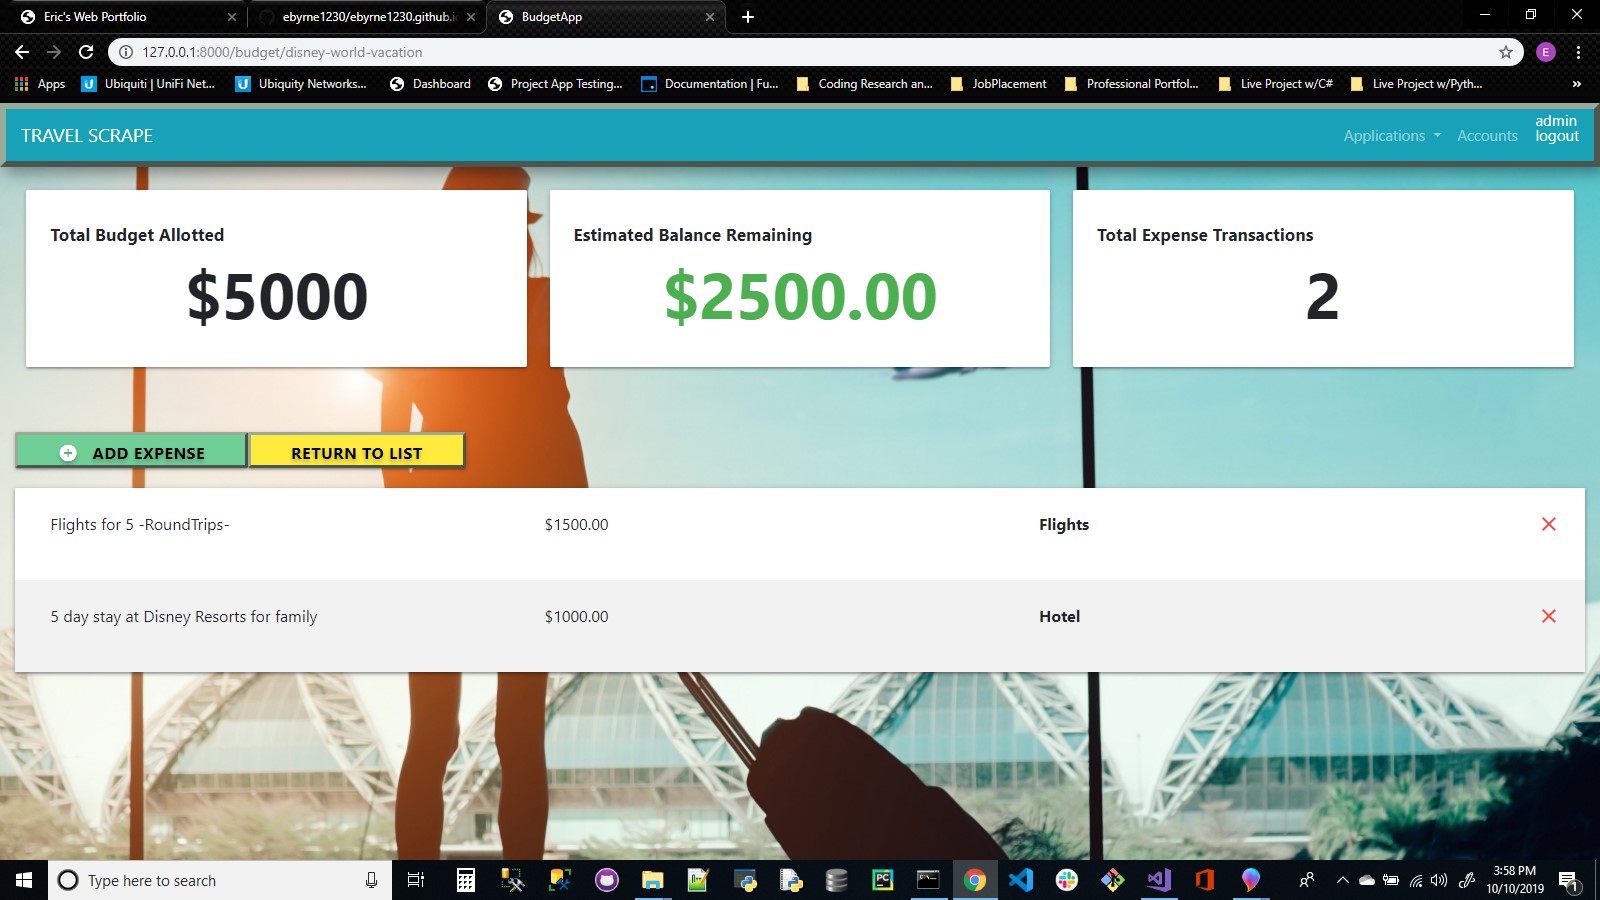 Eric's Web Portfolio
ebyrne1230/ebyrne1230.github.i
BudgetApp
127.0.0.1:8000/budget/disney-world-vacation
E
Apps
Ubiquiti | UniFi Net...
Ubiquity Networks...
Dashboard
Project App Testing...
Documentation | Fu...
Coding Research an...
JobPlacement
Professional Portfol...
Live Project w/C#
Live Project w/Pyth...
TRAVEL SCRAPE
Applications
Accounts
admin
logout
Total Budget Allotted
$5000
Estimated Balance Remaining
$2500.00
Total Expense Transactions
2
ADD EXPENSE
RETURN TO LIST
Flights for 5 -RoundTrips-
$1500.00
Flights
5 day stay at Disney Resorts for family
$1000.00
Hotel
Type here to search
PC
3:58 PM
10/10/2019
1